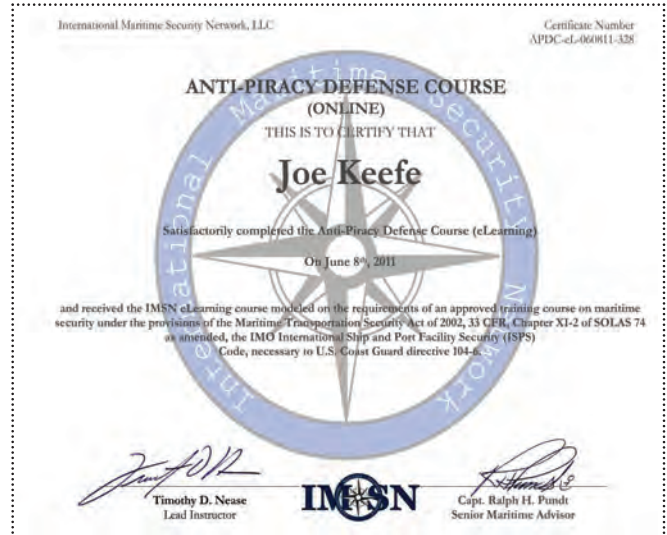 International Maritime Security Network, LLC
Certificate Number
APDC-eL-060811-328
ANTI-PIRACY DEFENSE COURSE
(ONLINE)
THIS IS TO CERTIFY THAT
Joe Keefe
Satisfactorily completed the Anti-Piracy Defense Course (eLearning)
On June 8th, 2011
and received the IMSN eLearning course modeled on the requirements of an approved training course on maritime
security under the provisions of the Maritime Transportation Security Act of 2002, 33 CFR, Chapter XI-2 of SOLAS 74
as amended, the IMO International Ship and Port Facility Security (ISPS)
Code, necessary to U.S. Coast Guard directive 104-6.
International Maritime Security Network
Timothy D. Nease
Lead Instructor
IMSN
Capt. Ralph H. Pundt
Senior Maritime Advisor